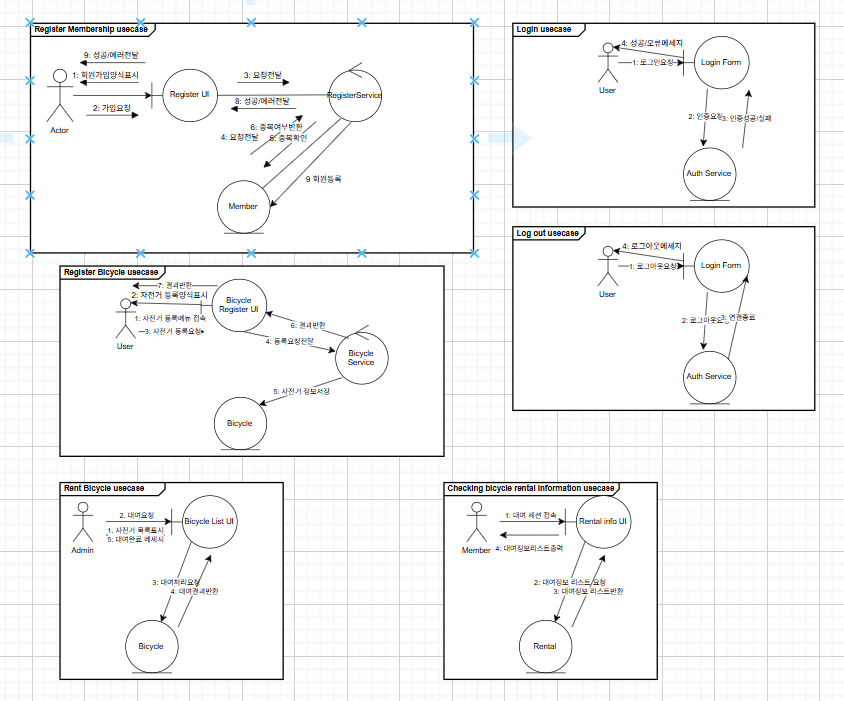 Register Membership usecase
9: 성공/에러전달
1: 회원가입양식표시
2: 가입요청
Actor
Register UI
3: 요청전달
8: 성공/에러전달
RegisterService
6: 중복여부반환
4: 요청전달
5: 중복확인
9 회원등록
Member
Login usecase
4: 성공/오류메세지
1: 로그인요청
User
Login Form
2: 인증요청
3: 인증성공/실패
Auth Service
Log out usecase
4: 로그아웃메세지
1: 로그아웃요청
User
Login Form
2: 로그아웃요청
3: 연결종료
Auth Service
Register Bicycle usecase
7: 결과반환
2: 자전거 등록양식표시
1: 자전거 등록메뉴 접속
3: 자전거 등록요청
User
Bicycle
Register UI
6: 결과반환
4: 등록요청전달
Bicycle
Service
5: 자전거 정보저장
Bicycle
Rent Bicycle usecase
2. 대여요청
1. 자전거 목록표시
5: 대여완료 메세지
Admin
Bicycle List UI
3: 대여처리요청
4: 대여결과반환
Bicycle
Checking bicycle rental information usecase
1: 대여 세션 접속
4: 대여정보리스트출력
Member
Rental info UI
2: 대여정보 리스트 요청
3: 대여정보 리스트반환
Rental